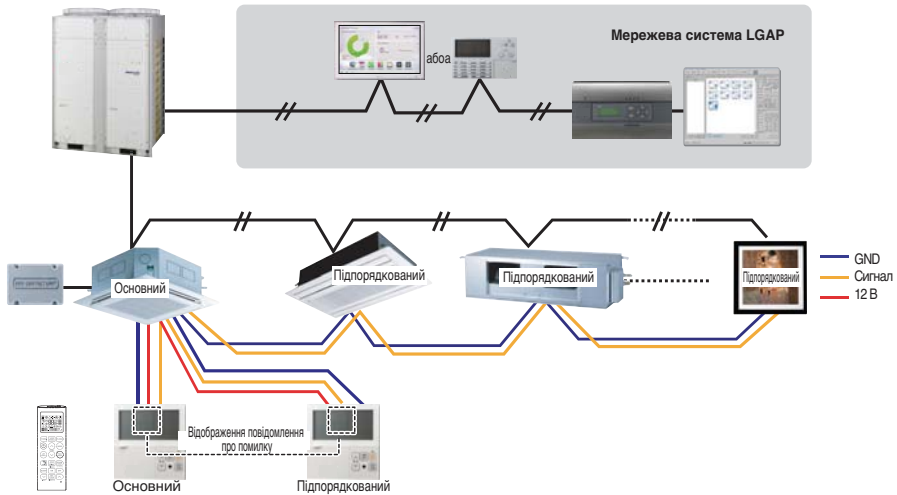 Мережева система LGAP
абоа
Основний
Підпорядкований
Підпорядкований
Підпорядкований
GND
Сигнал
12 В
Відображення повідомлення
про помилку
Основний
Підпорядкований